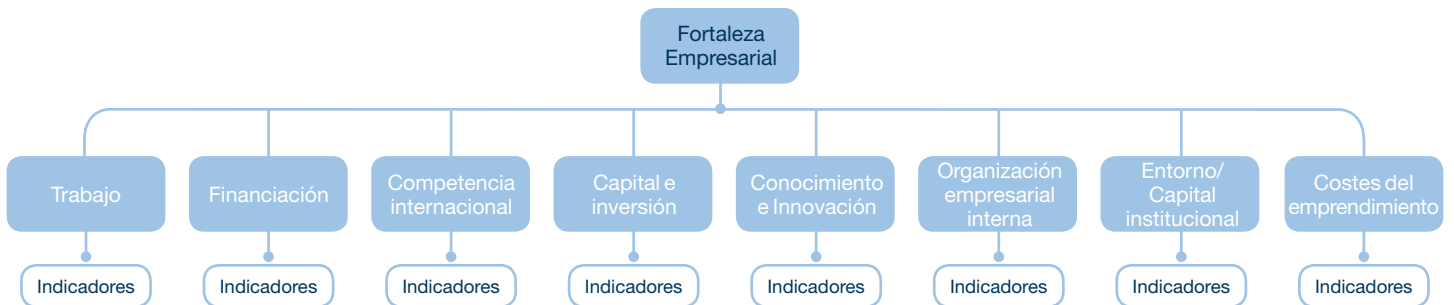 Fortaleza
Empresarial
Trabajo
Financiación
Competencia
internacional
Capital e
inversión
Conocimiento
e Innovación
Organización
empresarial
interna
Entorno/
Capital
institucional
Costes del
emprendimiento
Indicadores
Indicadores
Indicadores
Indicadores
Indicadores
Indicadores
Indicadores
Indicadores